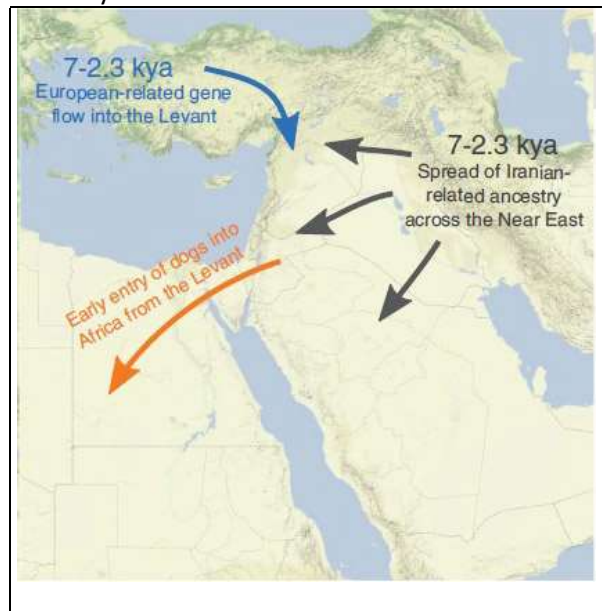 7-2.3 kya
European-related gene
flow into the Levant
7-2.3 kya
Spread of Iranian-
related ancestry
across the Near East
Early entry of dogs into
Africa from the Levant